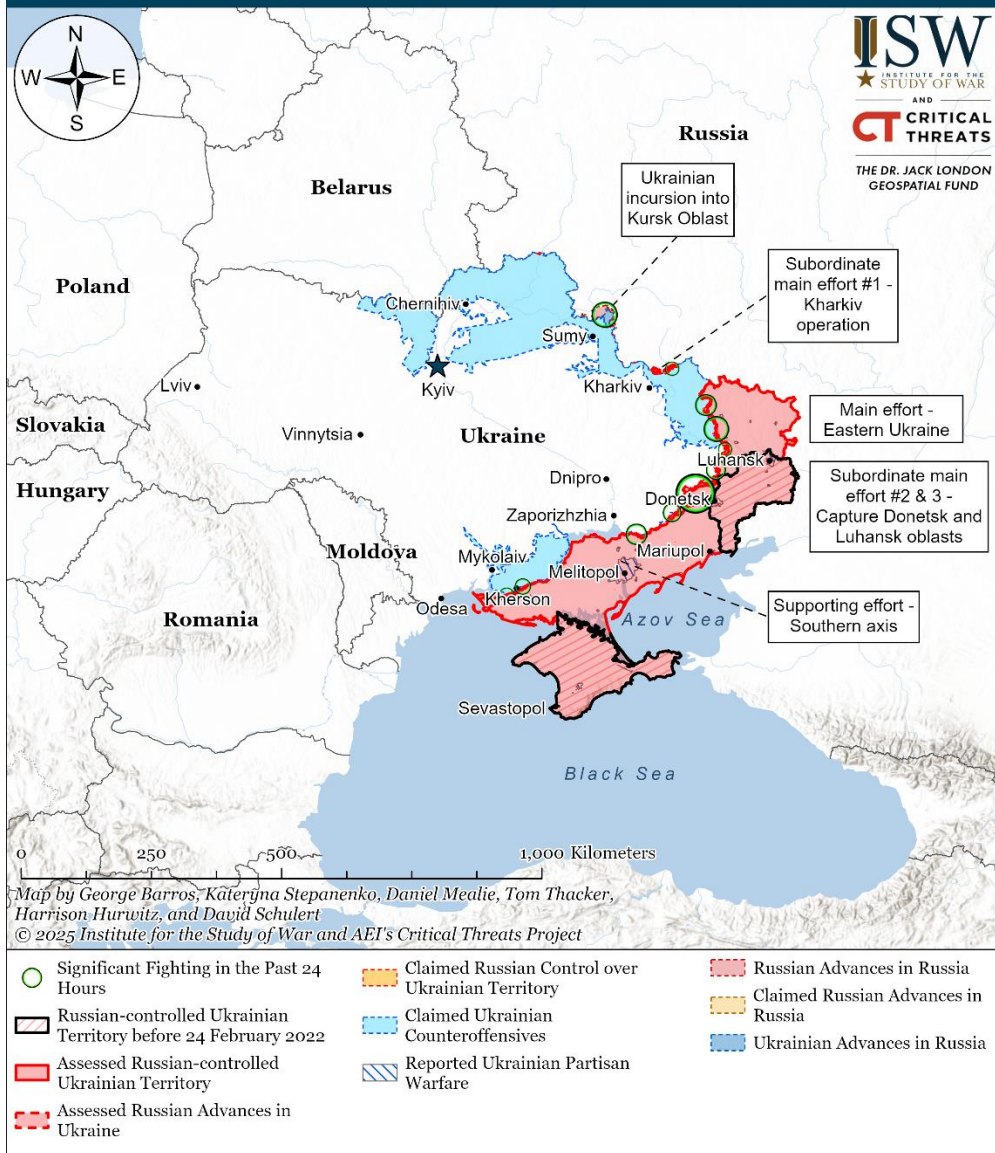 N
W
E
S
ISW
INSTITUTE FOR THE
STUDY OF WAR
AND
CT CRITICAL
THREATS
THE DR. JACK LONDON
GEOSPATIAL FUND
Russia
Belarus
Ukrainian
incursion into
Kursk Oblast
Subordinate
main effort #1 -
Kharkiv
operation
Poland
Chernihiv
Sumy
Kyiv
Kharkiv
Lviv
Slovakia
Vinnytsia
Ukraine
Main effort -
Eastern Ukraine
Luhansk
Hungary
Dnipro
Donetsk
Subordinate main
effort #2 & 3 -
Capture Donetsk and
Luhansk oblasts
Zaporizhzhia
Moldova
Mykolaiv
Mariupol
Melitopol
Odesa
Kherson
Romania
Azov Sea
Supporting effort -
Southern axis
Sevastopol
Black Sea
0 250 500 1,000 Kilometers
Map by George Barros, Kateryna Stepanenko, Daniel Mealie, Tom Thacker,
Harrison Hurwitz, and David Schulert
© 2025 Institute for the Study of War and AEI's Critical Threats Project
Significant Fighting in the Past 24
Hours
Russian-controlled Ukrainian
Territory before 24 February 2022
Assessed Russian-controlled
Ukrainian Territory
Assessed Russian Advances in
Ukraine
Claimed Russian Control over
Ukrainian Territory
Claimed Ukrainian
Counteroffensives
Reported Ukrainian Partisan
Warfare
Russian Advances in Russia
Claimed Russian Advances in
Russia
Ukrainian Advances in Russia